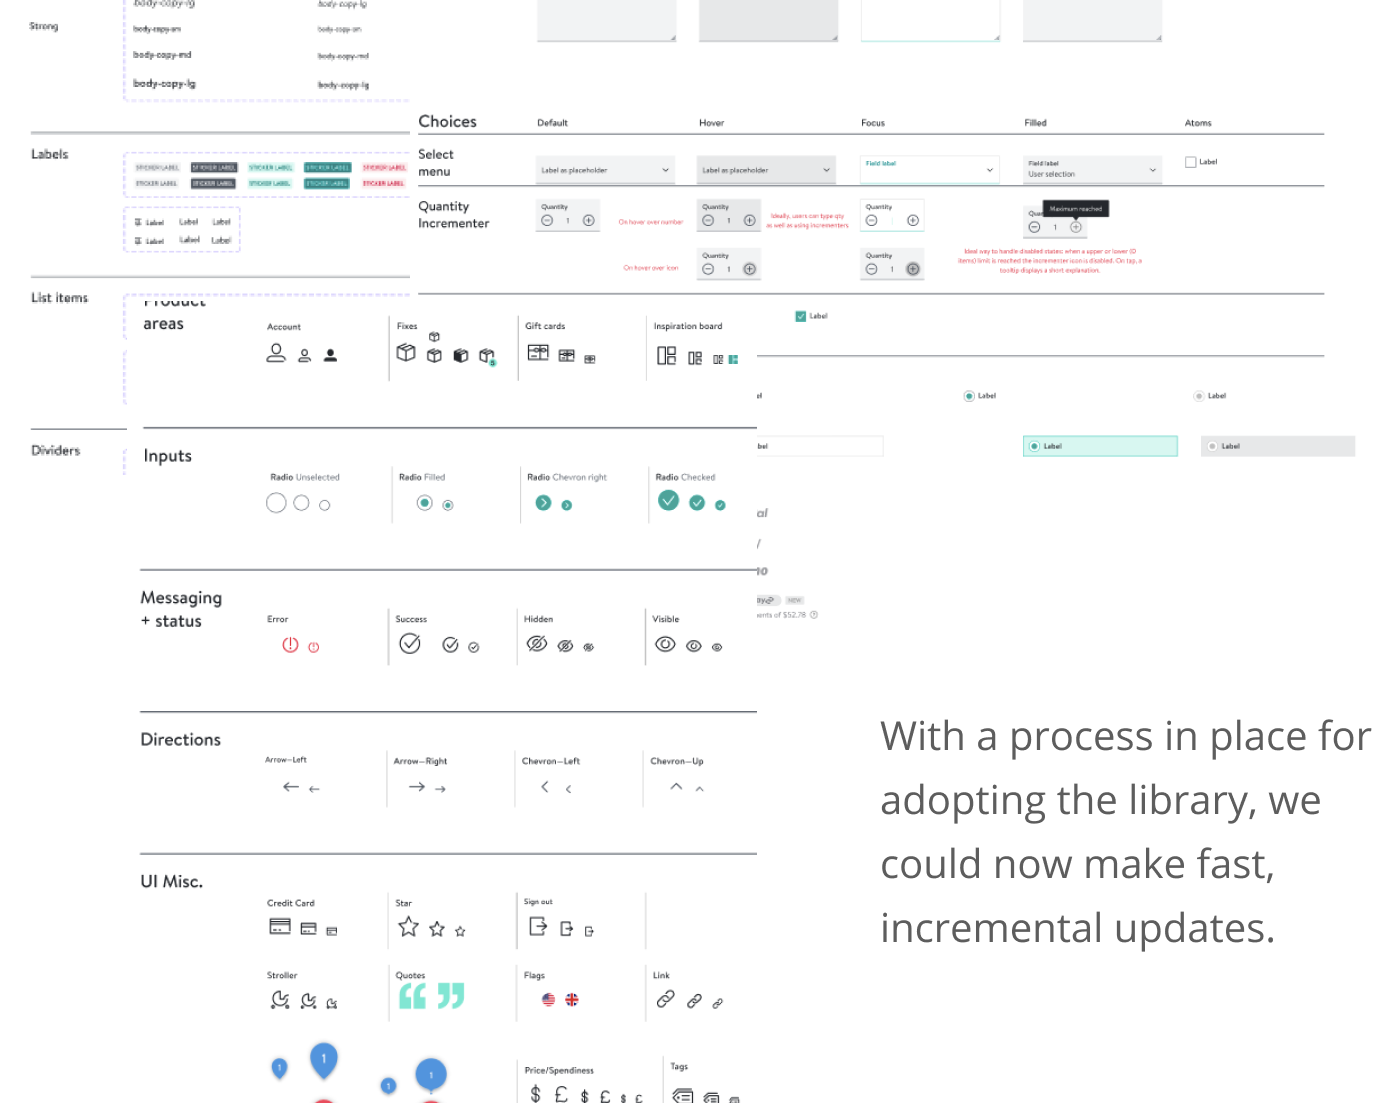 Strong
body-copy-lg
body-copy-lg
body-copy-sm
body-copy-sm
body-copy-md
body-copy-md
body-copy-lg
body-copy-lg
Labels
STICKER LABEL STICKER LABEL STICKER LABEL STICKER LABEL STICKER LABEL
STICKER LABEL STICKER LABEL STICKER LABEL STICKER LABEL STICKER LABEL
Label Label Label
Label Label Label
List items
Dividers
Choices Default Hover Focus Filled Atoms
Select menu
Label as placeholder
Label as placeholder
Field label
Field label
User selection
Label
Quantity Incrementer
Quantity
1
On hover over number
Quantity
1
Ideally, users can type qty
as well as using incrementers
Quantity
Maximum reached
1
On hover over icon
Quantity
1
Quantity
1
Ideal way to handle disabled states: when a upper or lower (0
items) limit is reached the incrementer icon is disabled. On tap, a
tooltip displays a short explanation.
Label
Label
Label
Label
Label
Product
areas
Account
Fixes
5
Gift cards
Inspiration board
Inputs
Radio Unselected
Radio Filled
Radio Chevron right
Radio Checked
Messaging
+ status
Error
Success
Hidden
Visible
NEW
ents of $52.78
Directions
Arrow—Left
Arrow—Right
Chevron—Left
Chevron—Up
UI Misc.
Credit Card
Star
Sign out
Stroller
Quotes
Flags
Link
1
1
1
1
Price/Spendiness
$ £ $ £ $ £
Tags
With a process in place for
adopting the library, we
could now make fast,
incremental updates.